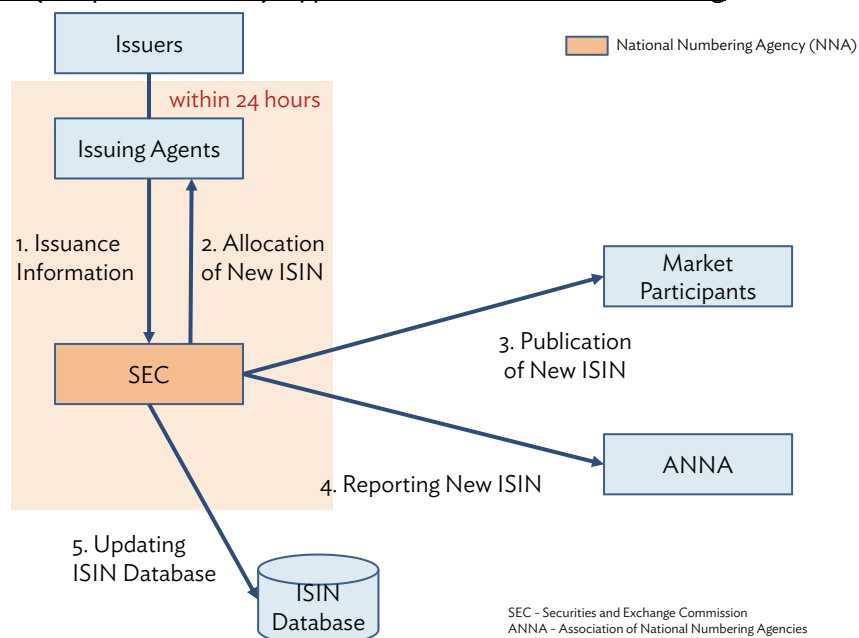 Issuers
National Numbering Agency (NNA)
within 24 hours
Issuing Agents
1. Issuance
Information
2. Allocation
of New ISIN
Market
Participants
3. Publication
of New ISIN
SEC
ANNA
4. Reporting New ISIN
5. Updating
ISIN Database
ISIN
Database
SEC - Securities and Exchange Commission
ANNA - Association of National Numbering Agencies